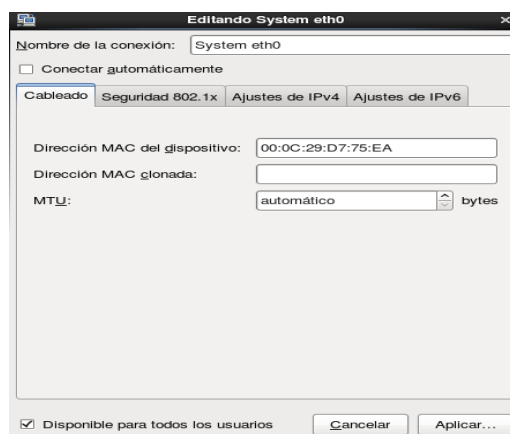 Editando System eth0
Nombre de la conexión: System eth0
Conectar automáticamente
Cableado Seguridad 802.1x Ajustes de IPv4 Ajustes de IPv6
Dirección MAC del dispositivo: 00:0C:29:D7:75:EA
Dirección MAC clonada:
MTU: automático bytes
Disponible para todos los usuarios Cancelar Aplicar...